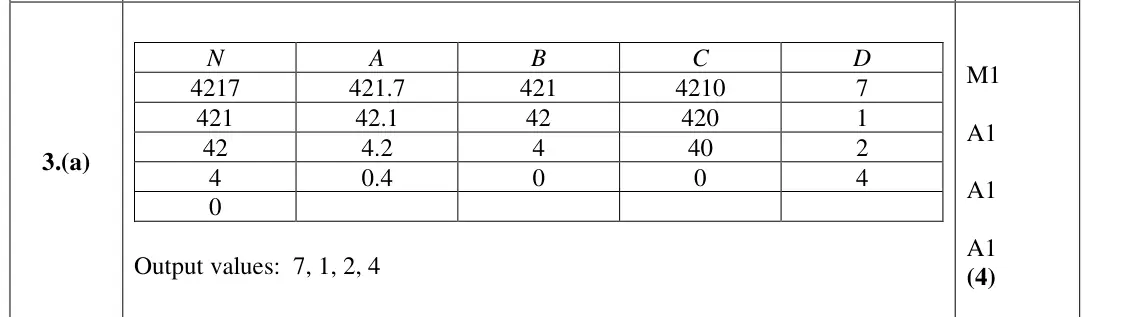 N A B C D
4217 421.7 421 4210 7
421 42.1 42 420 1
42 4.2 4 40 2
4 0.4 0 0 4
0
3.(a)
Output values: 7, 1, 2, 4
M1
A1
A1
A1
(4)